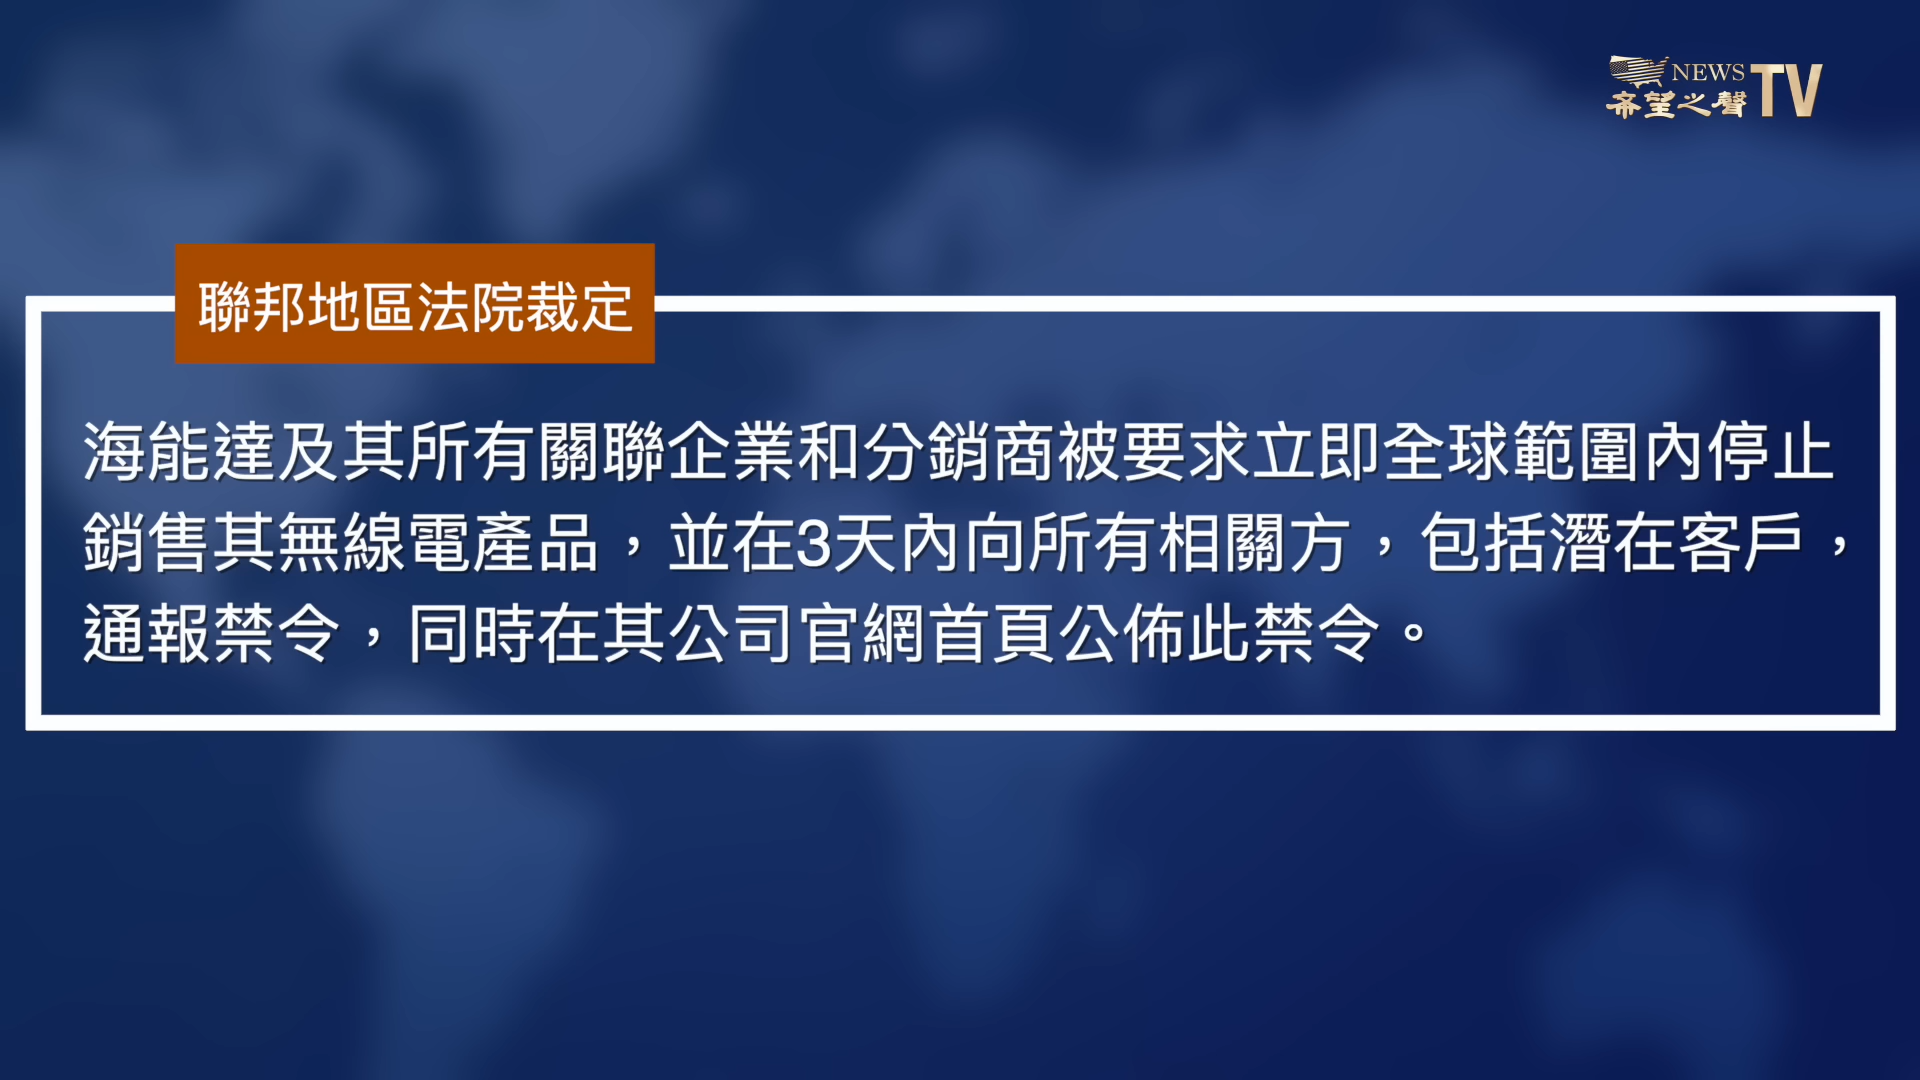 NEWS
希望之聲TV
聯邦地區法院裁定
海能達及其所有關聯企業和分銷商被要求立即全球範圍內停止
銷售其無線電產品，並在3天內向所有相關方，包括潛在客戶，
通報禁令，同時在其公司官網首頁公佈此禁令。